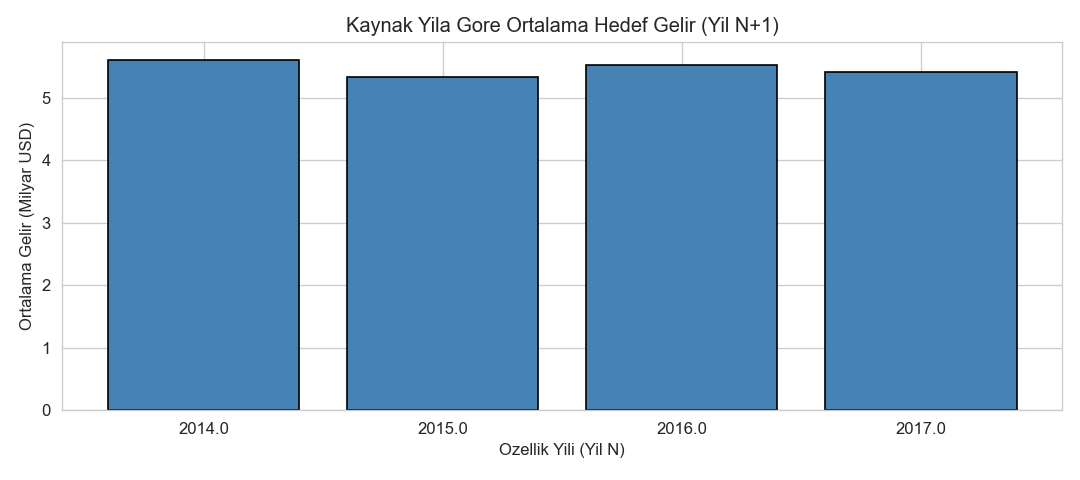 Kaynak Yila Gore Ortalama Hedef Gelir (Yil N+1)
Ortalama Gelir (Milyar USD)
5
4
3
2
1
0
2014.0 2015.0 2016.0 2017.0
Ozellik Yili (Yil N)